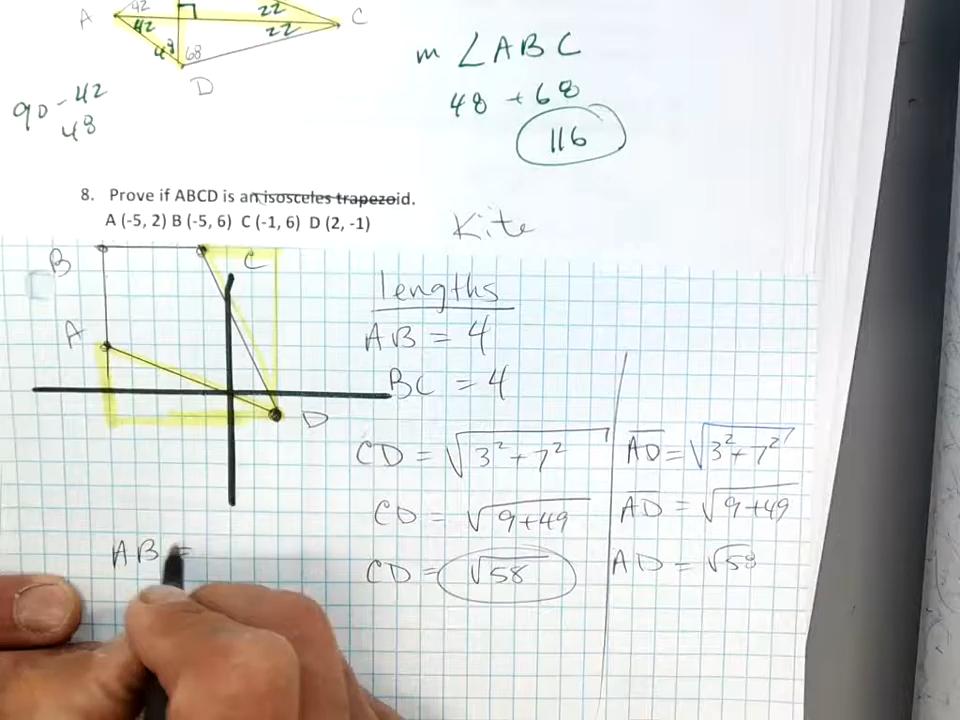 A 42 22 C
42 22
48 68
D
90 - 42
48
m ∠ABC
48 + 68
116
8. Prove if ABCD is an isosceles trapezoid.
A (-5, 2) B (-5, 6) C (-1, 6) D (2, -1)
Kite
B C
A
D
lengths
AB = 4
BC = 4
CD = √3²+7²
CD = √9+49
CD = √58
AD = √3²+7²
AD = √9+49
AD = √58
AB =